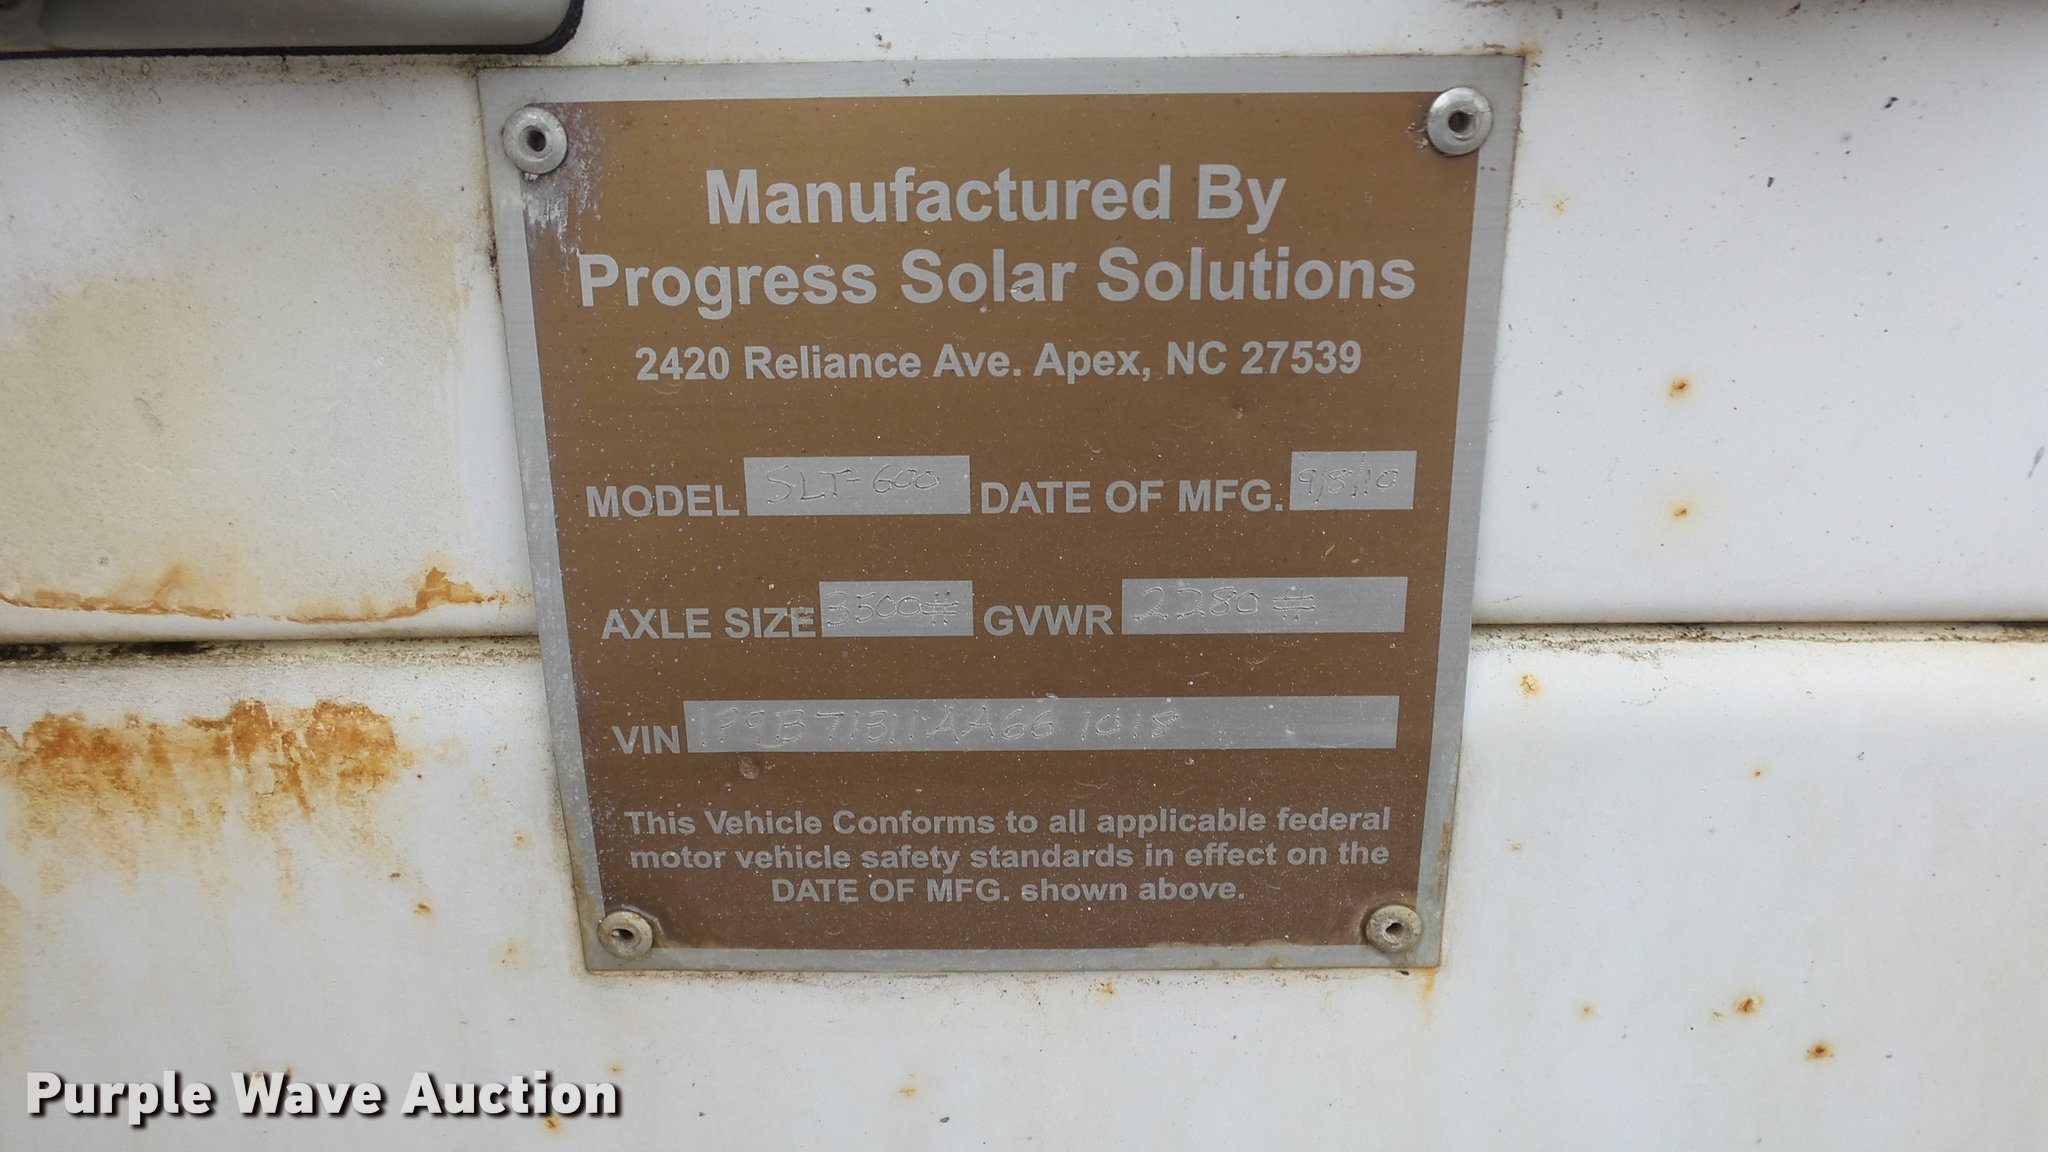 Manufactured By
Progress Solar Solutions
2420 Reliance Ave. Apex, NC 27539
MODEL SLT-600 DATE OF MFG. 9/8/10
AXLE SIZE 3500# GVWR 2280#
VIN 1P9B71311AA661018
This Vehicle Conforms to all applicable federal
motor vehicle safety standards in effect on the
DATE OF MFG. shown above.
Purple Wave Auction